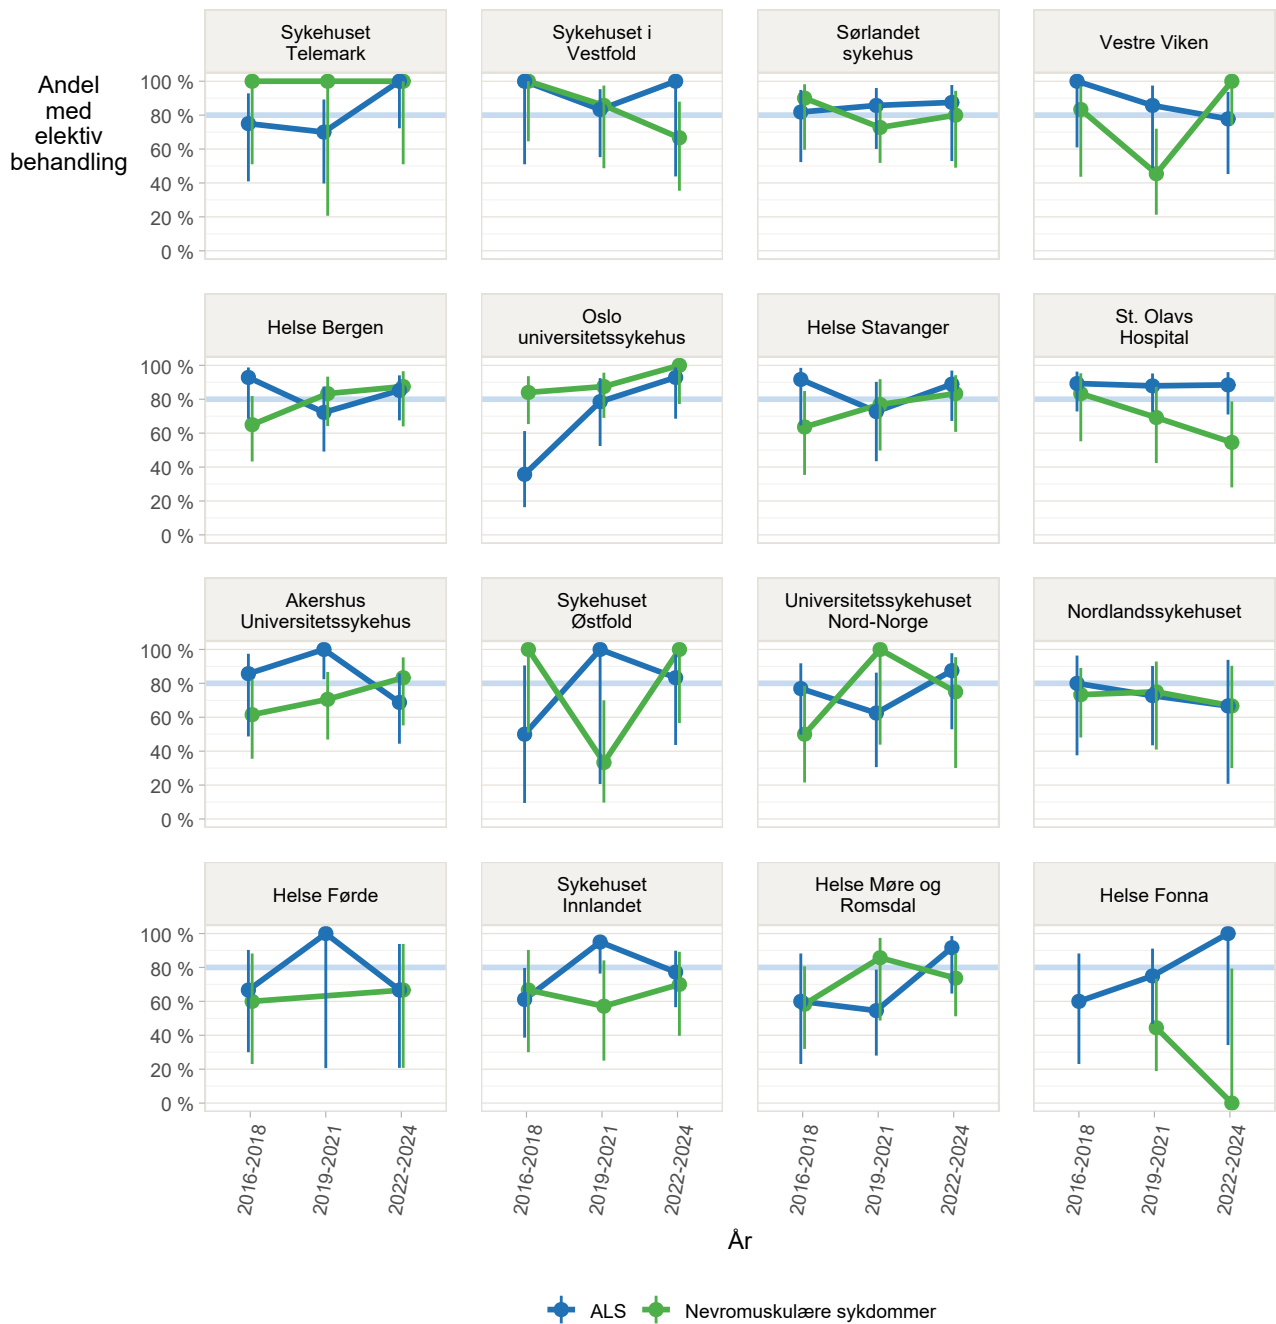 Andel
med
elektiv
behandling
Sykehuset
Telemark
Sykehuset i
Vestfold
Sørlandet
sykehus
Vestre Viken
100 %
80 %
60 %
40 %
20 %
0 %
Helse Bergen
Oslo
universitetssykehus
Helse Stavanger
St. Olavs
Hospital
100 %
80 %
60 %
40 %
20 %
0 %
Akershus
Universitetssykehus
Sykehuset
Østfold
Universitetssykehuset
Nord-Norge
Nordlandssykehuset
100 %
80 %
60 %
40 %
20 %
0 %
Helse Førde
Sykehuset
Innlandet
Helse Møre og
Romsdal
Helse Fonna
100 %
80 %
60 %
40 %
20 %
0 %
2016-2018
2019-2021
2022-2024
2016-2018
2019-2021
2022-2024
2016-2018
2019-2021
2022-2024
2016-2018
2019-2021
2022-2024
År
ALS
Nevromuskulære sykdommer